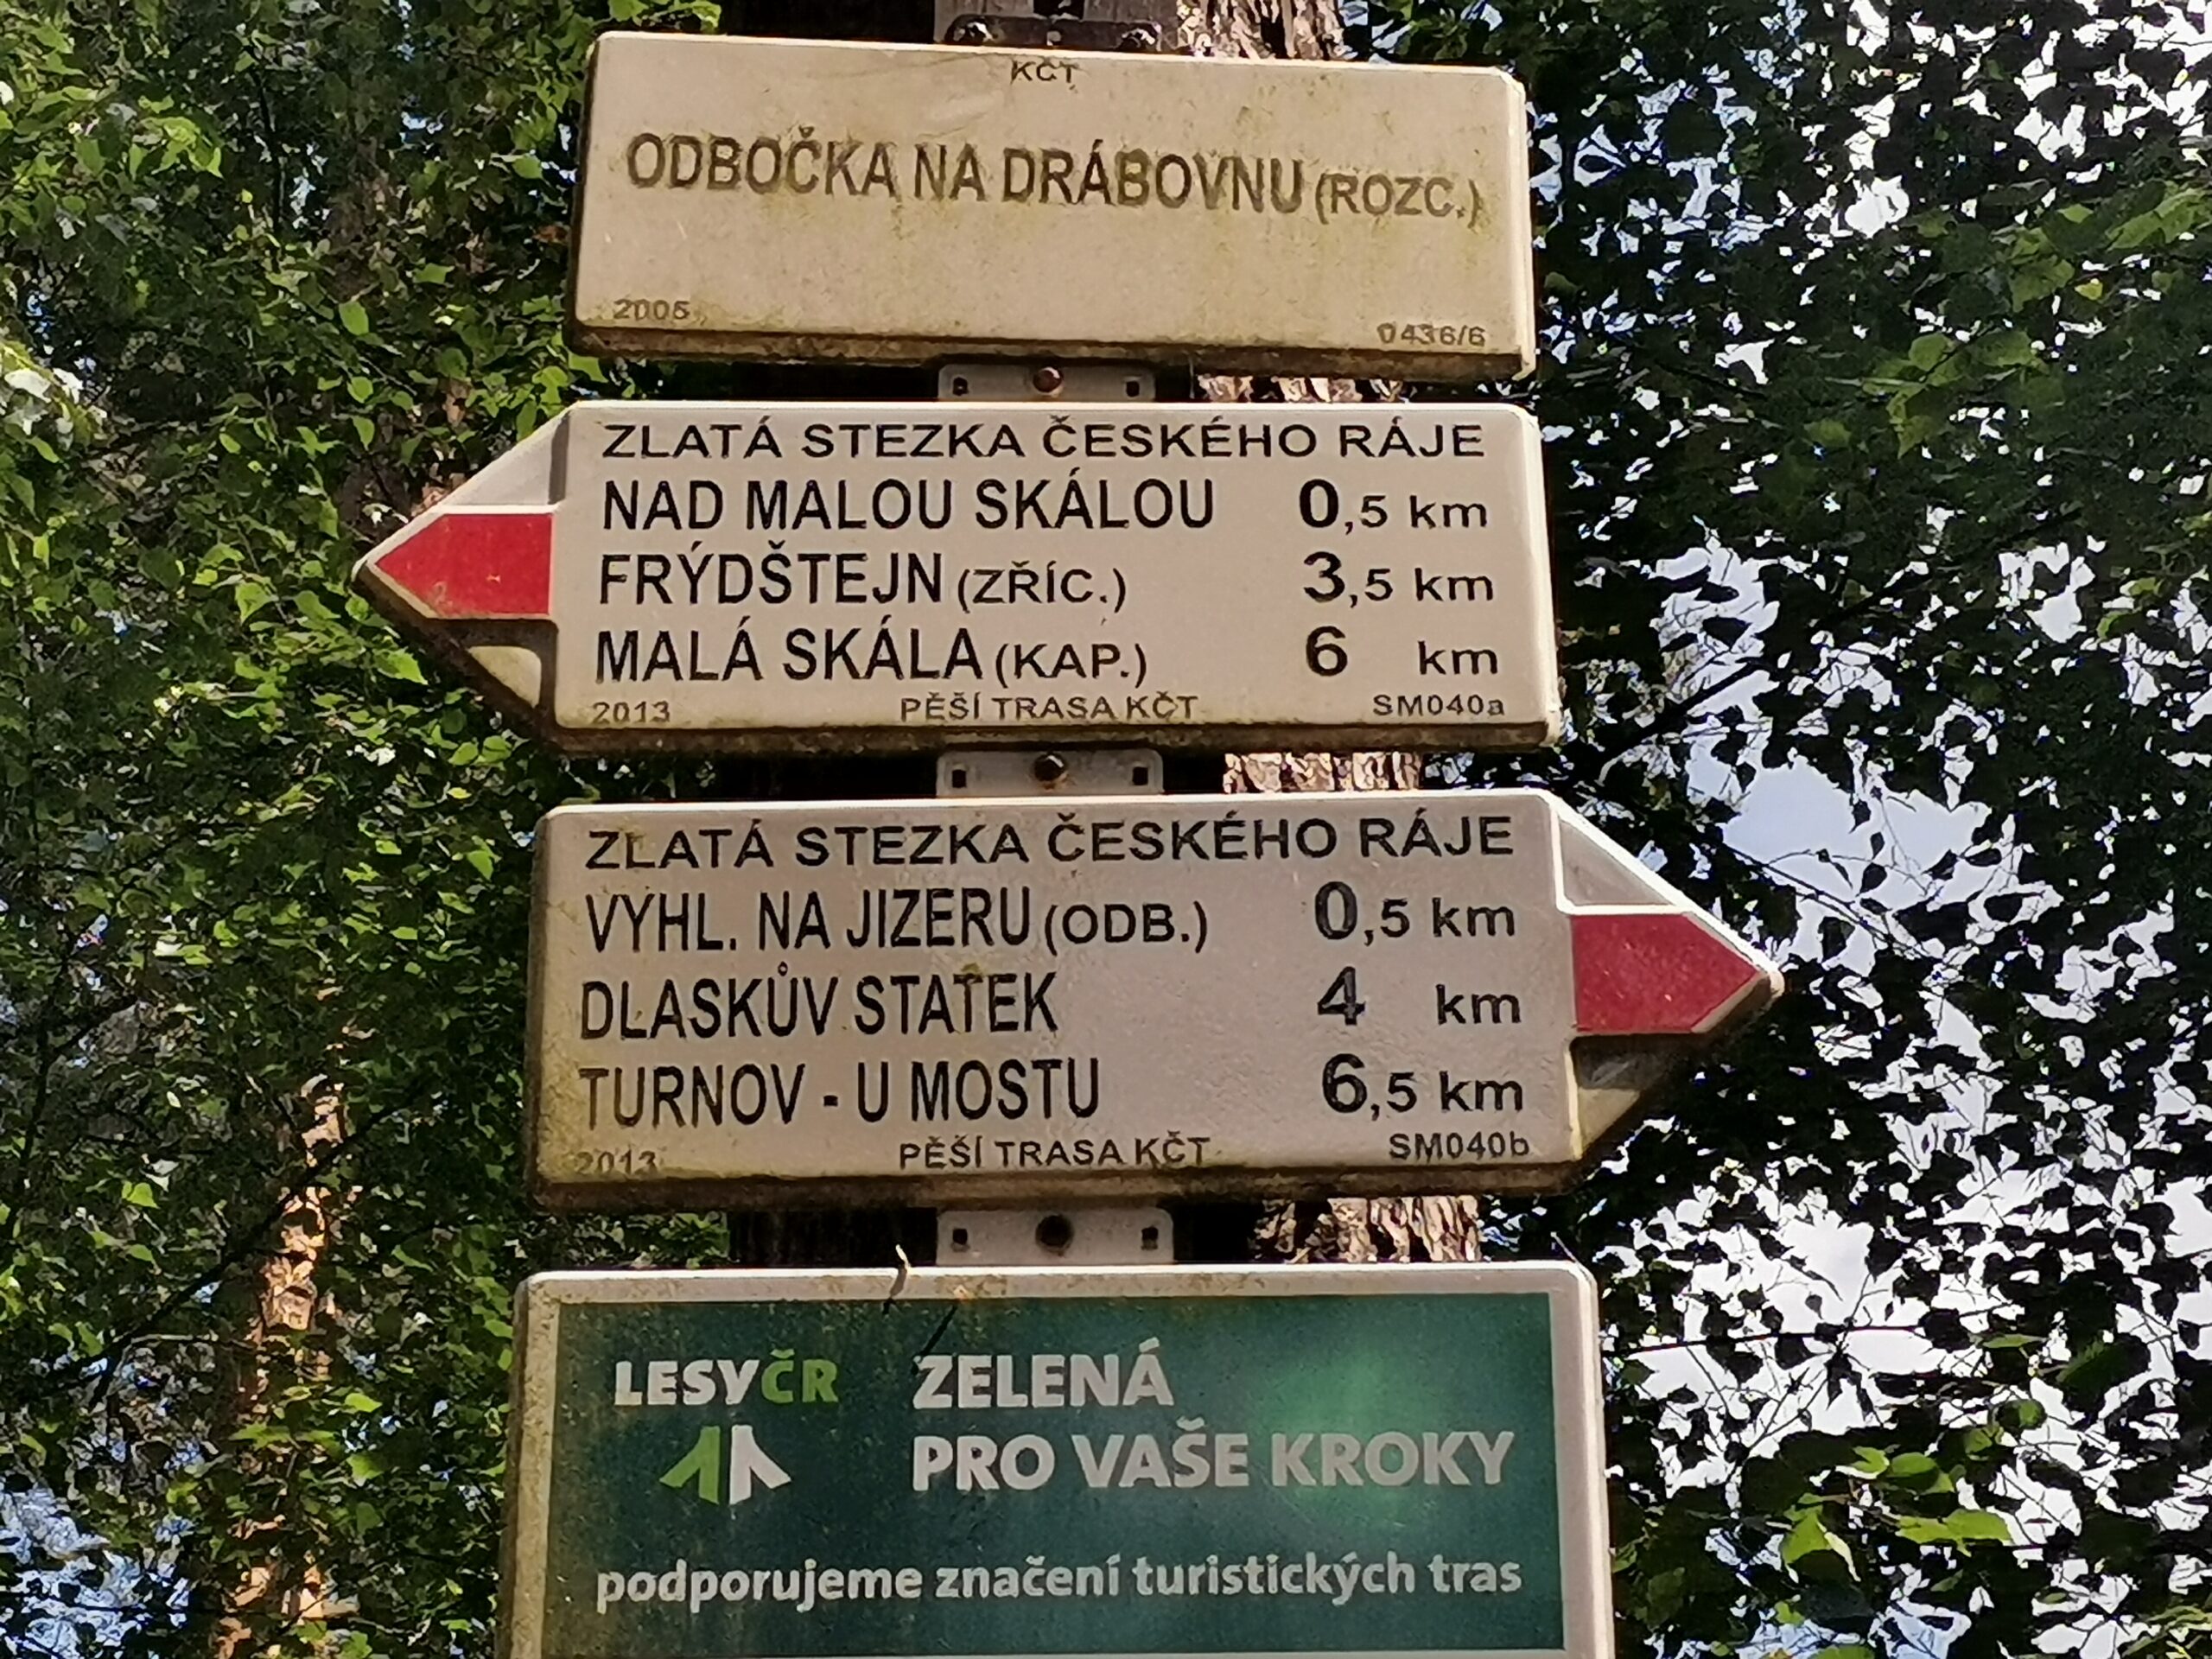 KČT
ODBOČKA NA DRÁBOVNU (ROZC.)
2005 0436/6
ZLATÁ STEZKA ČESKÉHO RÁJE
NAD MALOU SKÁLOU 0,5 km
FRÝDŠTEJN (ZŘÍC.) 3,5 km
MALÁ SKÁLA (KAP.) 6 km
2013 PĚŠÍ TRASA KČT SM040a
ZLATÁ STEZKA ČESKÉHO RÁJE
VYHL. NA JIZERU (ODB.) 0,5 km
DLASKŮV STATEK 4 km
TURNOV - U MOSTU 6,5 km
2013 PĚŠÍ TRASA KČT SM040b
LESY ČR ZELENÁ
PRO VAŠE KROKY
podporujeme značení turistických tras